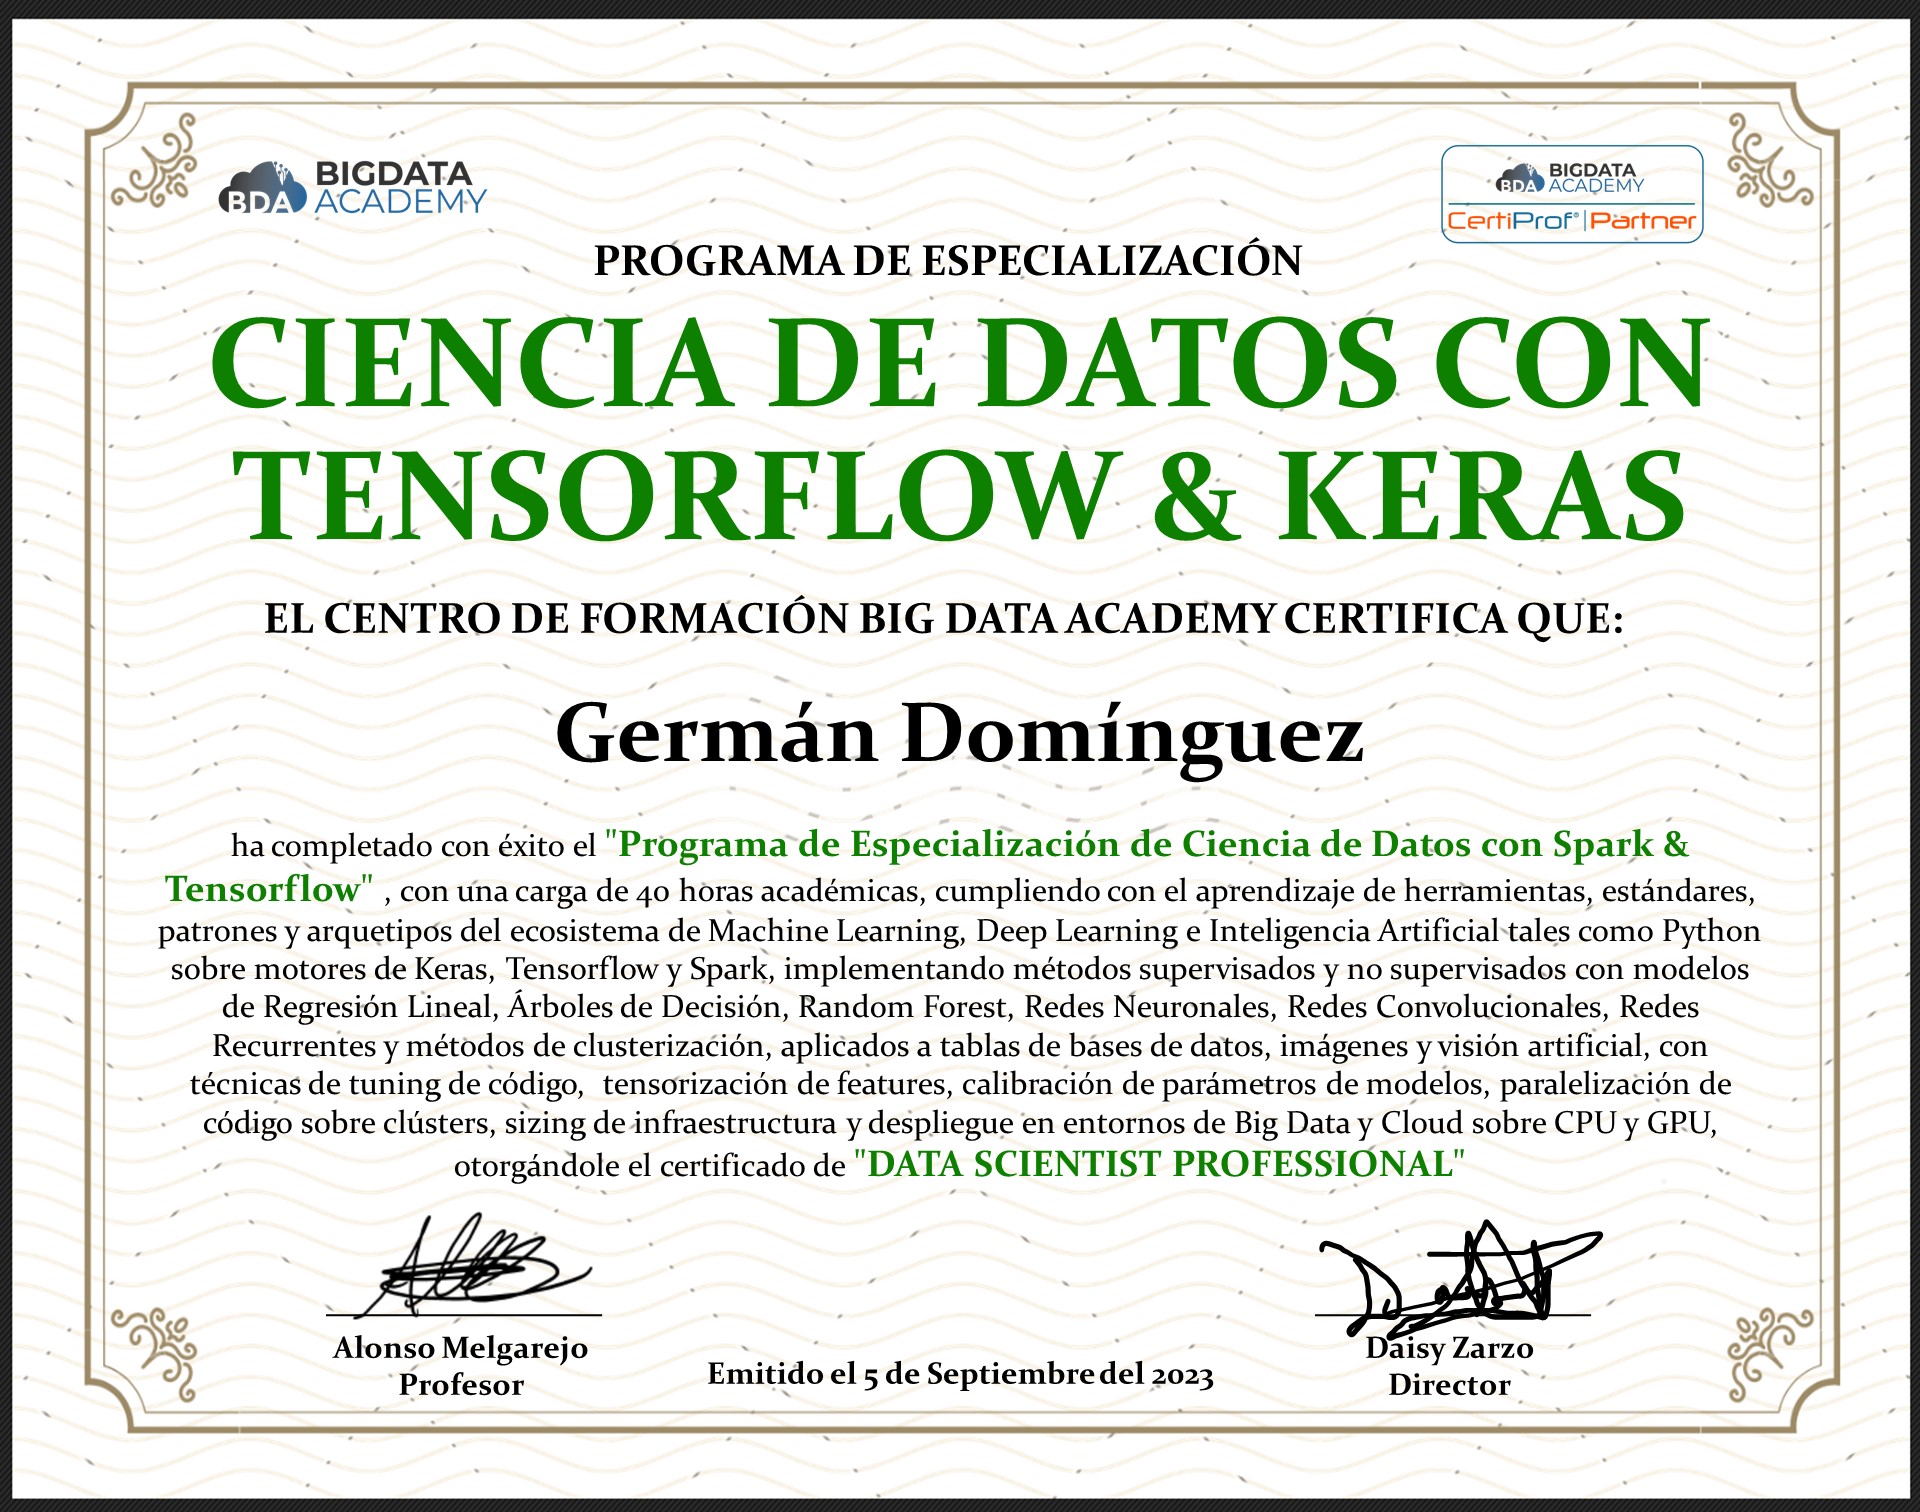 BIGDATA
BDA ACADEMY
BIGDATA
BDA ACADEMY
CertiProf® | Partner
PROGRAMA DE ESPECIALIZACIÓN
CIENCIA DE DATOS CON
TENSORFLOW & KERAS
EL CENTRO DE FORMACIÓN BIG DATA ACADEMY CERTIFICA QUE:
Germán Domínguez
ha completado con éxito el "Programa de Especialización de Ciencia de Datos con Spark &
Tensorflow" , con una carga de 40 horas académicas, cumpliendo con el aprendizaje de herramientas, estándares,
patrones y arquetipos del ecosistema de Machine Learning, Deep Learning e Inteligencia Artificial tales como Python
sobre motores de Keras, Tensorflow y Spark, implementando métodos supervisados y no supervisados con modelos
de Regresión Lineal, Árboles de Decisión, Random Forest, Redes Neuronales, Redes Convolucionales, Redes
Recurrentes y métodos de clusterización, aplicados a tablas de bases de datos, imágenes y visión artificial, con
técnicas de tuning de código, tensorización de features, calibración de parámetros de modelos, paralelización de
código sobre clústers, sizing de infraestructura y despliegue en entornos de Big Data y Cloud sobre CPU y GPU,
otorgándole el certificado de "DATA SCIENTIST PROFESSIONAL"
Alonso Melgarejo
Profesor
Emitido el 5 de Septiembre del 2023
Daisy Zarzo
Director